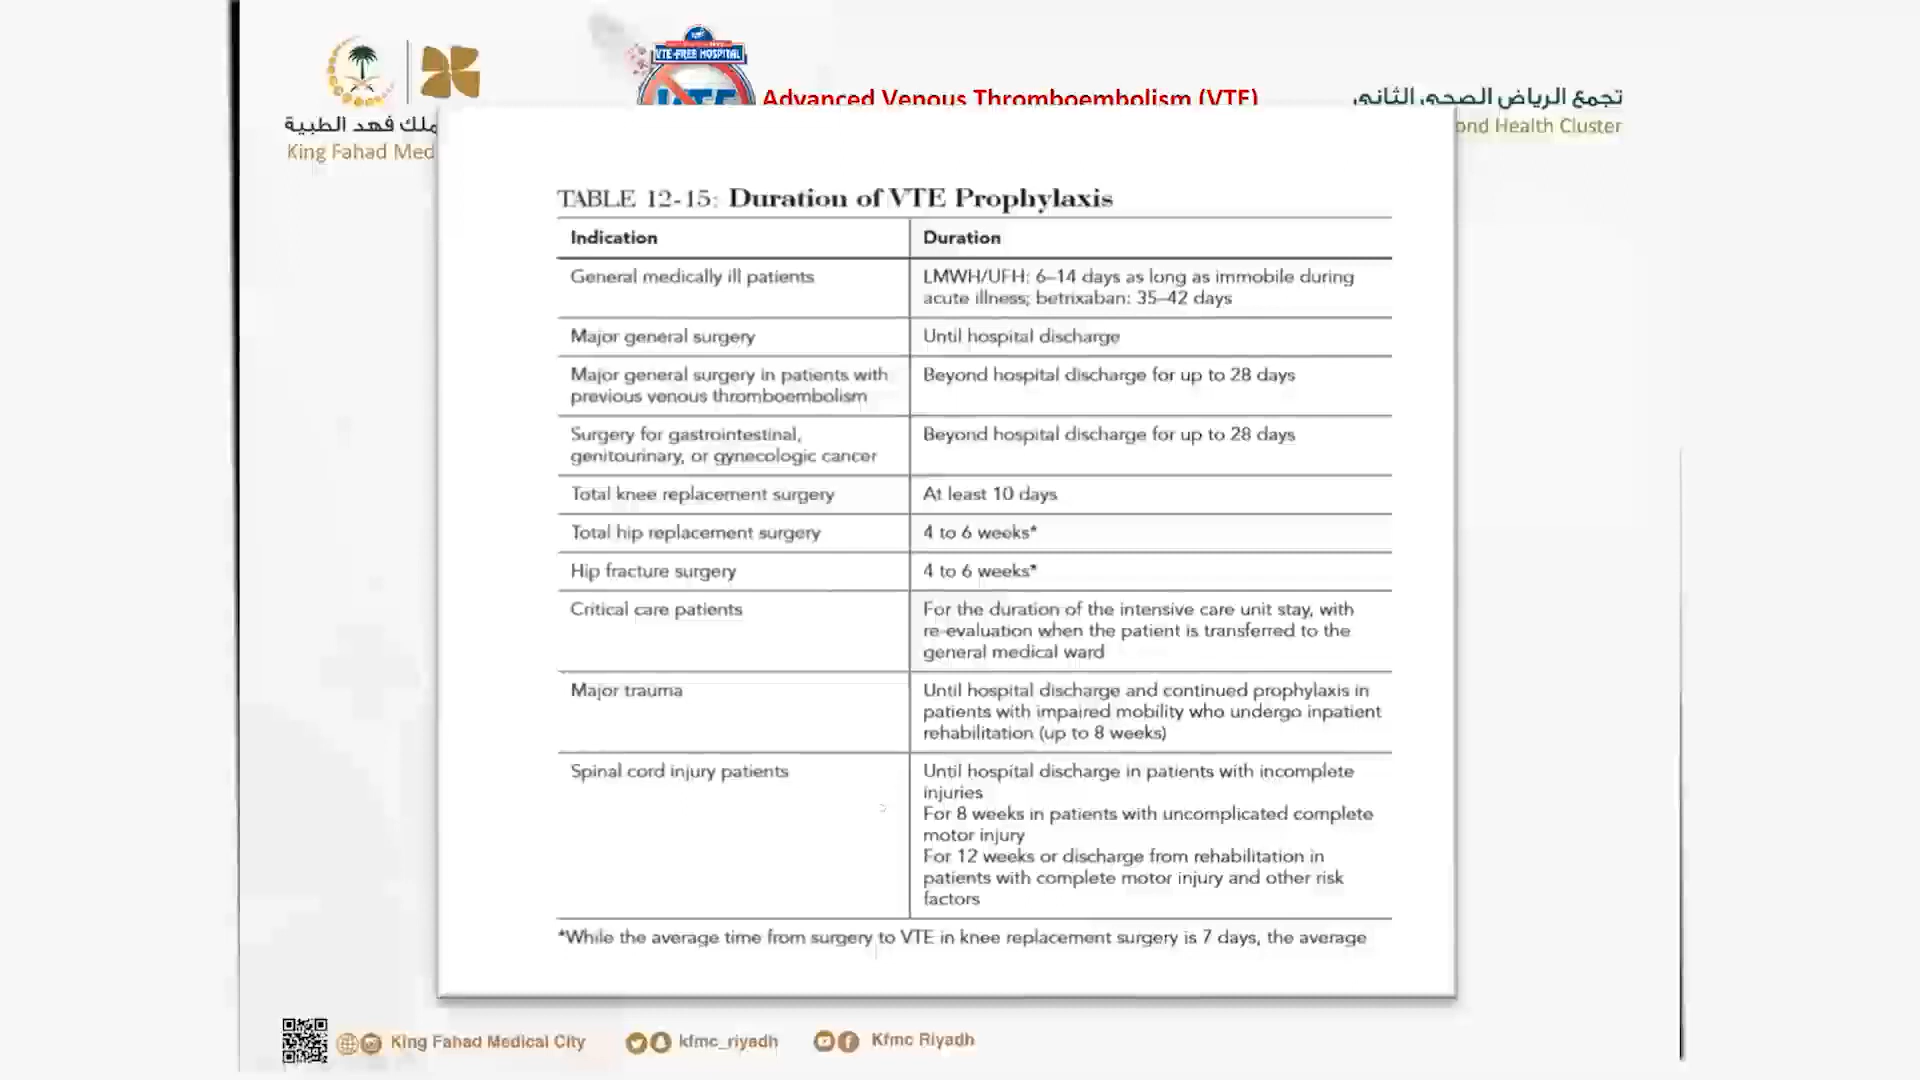 VTE-FREE HOSPITAL
Advanced Venous Thromboembolism (VTE)
تجمع الرياض الصحي الثاني
ond Health Cluster
ملك فهد الطبية
King Fahad Med
TABLE 12-15: Duration of VTE Prophylaxis
Indication Duration
General medically ill patients LMWH/UFH: 6–14 days as long as immobile during
acute illness; betrixaban: 35–42 days
Major general surgery Until hospital discharge
Major general surgery in patients with Beyond hospital discharge for up to 28 days
previous venous thromboembolism
Surgery for gastrointestinal, Beyond hospital discharge for up to 28 days
genitourinary, or gynecologic cancer
Total knee replacement surgery At least 10 days
Total hip replacement surgery 4 to 6 weeks*
Hip fracture surgery 4 to 6 weeks*
Critical care patients For the duration of the intensive care unit stay, with
re-evaluation when the patient is transferred to the
general medical ward
Major trauma Until hospital discharge and continued prophylaxis in
patients with impaired mobility who undergo inpatient
rehabilitation (up to 8 weeks)
Spinal cord injury patients Until hospital discharge in patients with incomplete
injuries
For 8 weeks in patients with uncomplicated complete
motor injury
For 12 weeks or discharge from rehabilitation in
patients with complete motor injury and other risk
factors
*While the average time from surgery to VTE in knee replacement surgery is 7 days, the average
King Fahad Medical City kfmc_riyadh Kfmc Riyadh